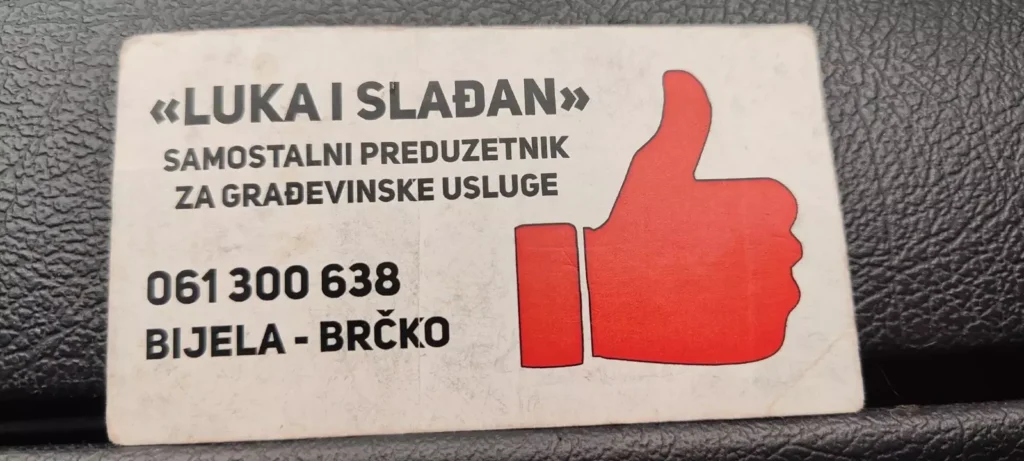 «LUKA I SLAĐAN»
SAMOSTALNI PREDUZETNIK
ZA GRAĐEVINSKE USLUGE
061 300 638
BIJELA - BRČKO